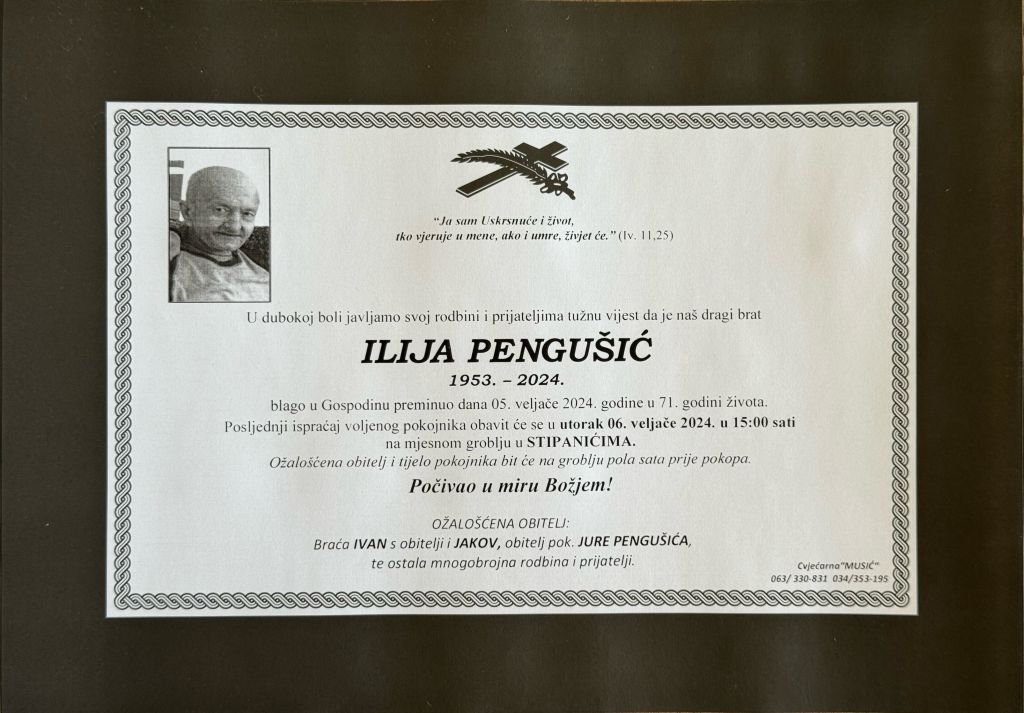 “Ja sam Uskrsnuće i život,
tko vjeruje u mene, ako i umre, živjet će.” (Iv. 11,25)
U dubokoj boli javljamo svoj rodbini i prijateljima tužnu vijest da je naš dragi brat
ILIJA PENGUŠIĆ
1953. – 2024.
blago u Gospodinu preminuo dana 05. veljače 2024. godine u 71. godini života.
Posljednji ispraćaj voljenog pokojnika obavit će se u utorak 06. veljače 2024. u 15:00 sati
na mjesnom groblju u STIPANIĆIMA.
Ožalošćena obitelj i tijelo pokojnika bit će na groblju pola sata prije pokopa.
Počivao u miru Božjem!
OŽALOŠĆENA OBITELJ:
Braća IVAN s obitelji i JAKOV, obitelj pok. JURE PENGUŠIĆA,
te ostala mnogobrojna rodbina i prijatelji.
Cvjećarna"MUSIĆ"
063/ 330-831 034/353-195